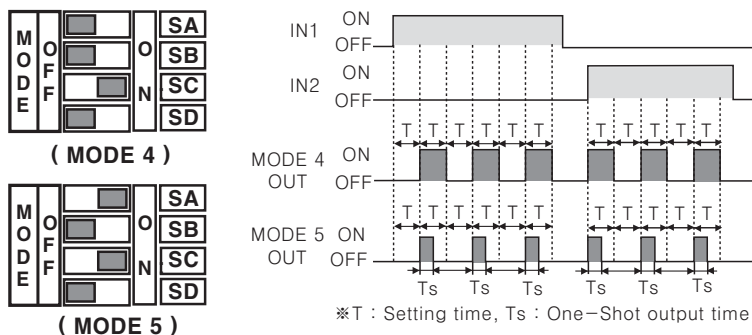 MODE
OFF
ON
SA
SB
SC
SD
( MODE 4 )
MODE
OFF
ON
SA
SB
SC
SD
( MODE 5 )
IN1 ON
OFF
IN2 ON
OFF
T T T T T T T T T T T
MODE 4 ON
OUT OFF
T T T T T T T T T T T
MODE 5 ON
OUT OFF
Ts Ts Ts Ts Ts Ts
※T : Setting time, Ts : One-Shot output time